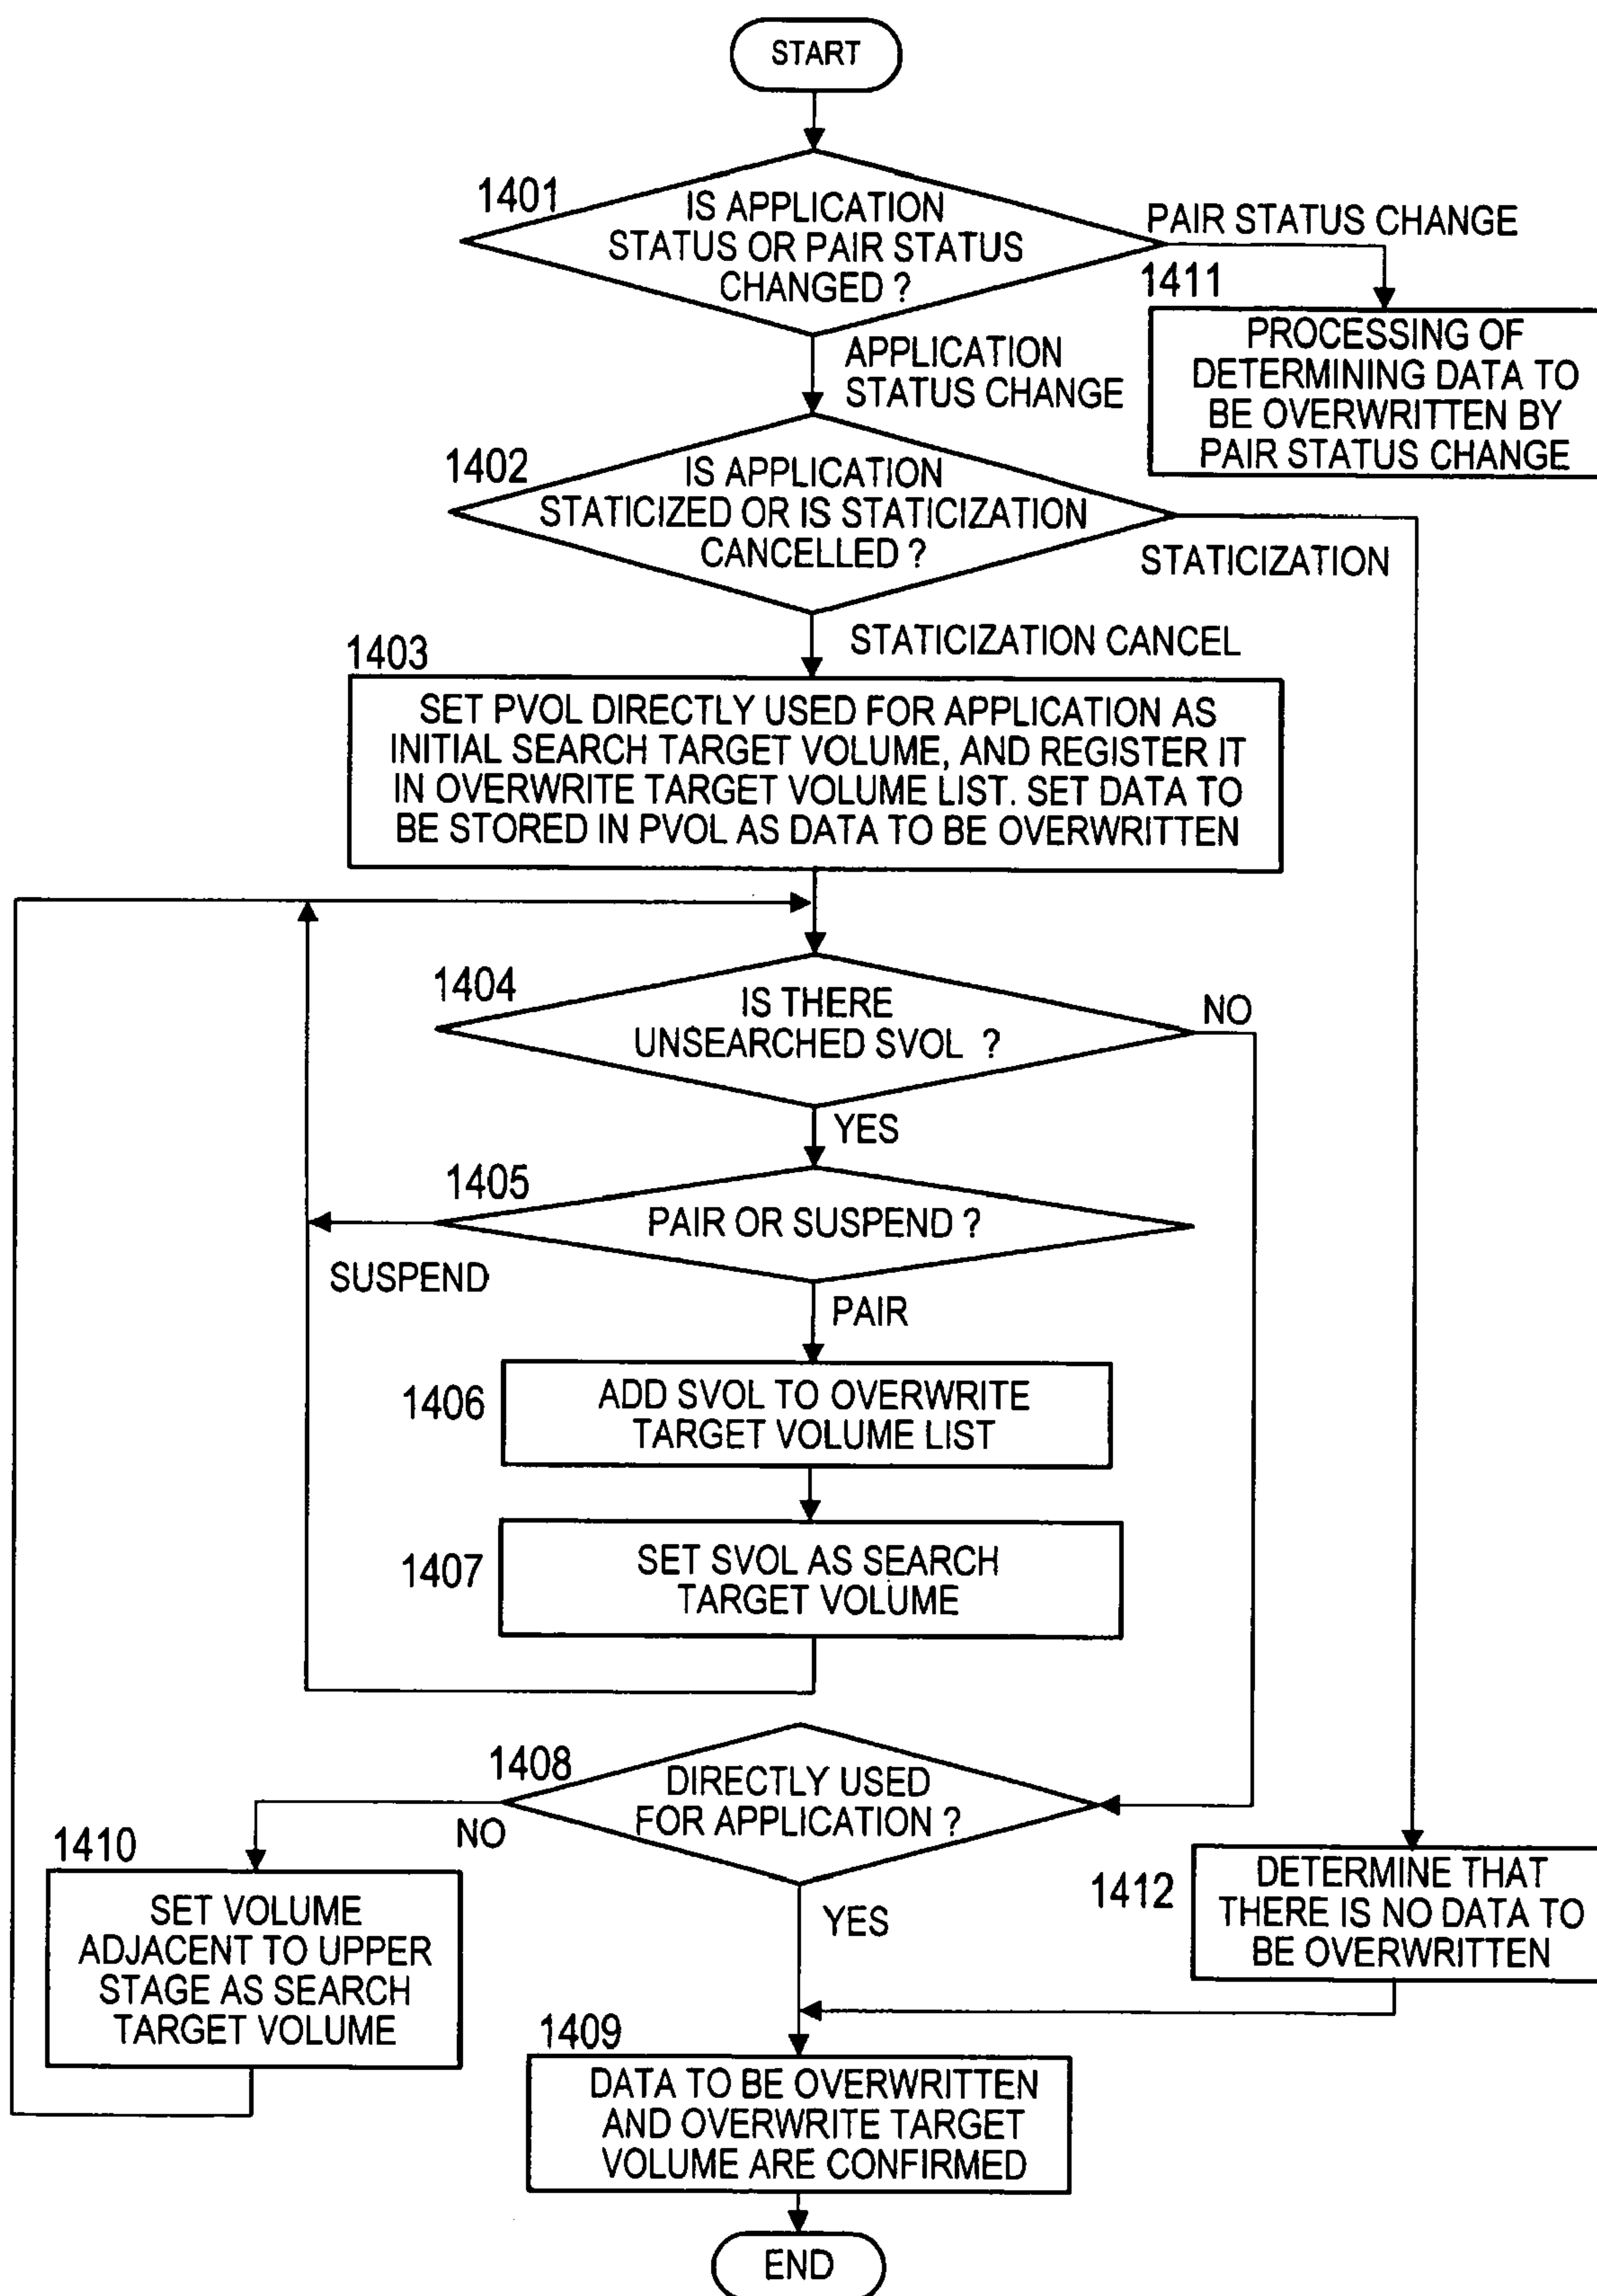 START
1401
IS APPLICATION
STATUS OR PAIR STATUS
CHANGED ?
PAIR STATUS CHANGE
1411
PROCESSING OF
DETERMINING DATA TO
BE OVERWRITTEN BY
PAIR STATUS CHANGE
APPLICATION
STATUS CHANGE
1402
IS APPLICATION
STATICIZED OR IS STATICIZATION
CANCELLED ?
STATICIZATION
STATICIZATION CANCEL
1403
SET PVOL DIRECTLY USED FOR APPLICATION AS
INITIAL SEARCH TARGET VOLUME, AND REGISTER IT
IN OVERWRITE TARGET VOLUME LIST. SET DATA TO
BE STORED IN PVOL AS DATA TO BE OVERWRITTEN
1404
IS THERE
UNSEARCHED SVOL ?
NO
YES
1405
PAIR OR SUSPEND ?
SUSPEND
PAIR
1406
ADD SVOL TO OVERWRITE
TARGET VOLUME LIST
1407
SET SVOL AS SEARCH
TARGET VOLUME
1408
DIRECTLY USED
FOR APPLICATION ?
NO
YES
1410
SET VOLUME
ADJACENT TO UPPER
STAGE AS SEARCH
TARGET VOLUME
1412
DETERMINE THAT
THERE IS NO DATA TO
BE OVERWRITTEN
1409
DATA TO BE OVERWRITTEN
AND OVERWRITE TARGET
VOLUME ARE CONFIRMED
END